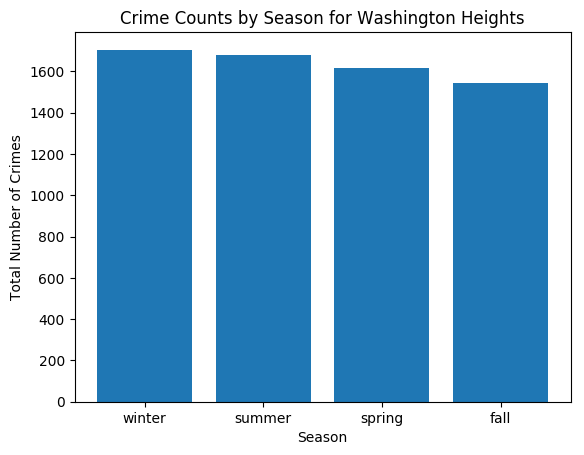 Crime Counts by Season for Washington Heights
Total Number of Crimes
1600
1400
1200
1000
800
600
400
200
0
winter summer spring fall
Season